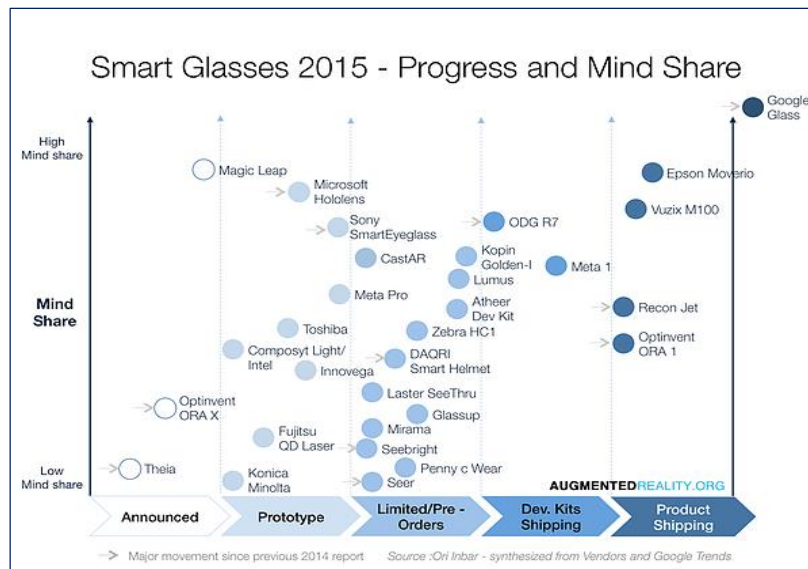 Smart Glasses 2015 - Progress and Mind Share
Google
Glass
High
Mind share
Magic Leap
Epson Moverio
Microsoft
Hololens
Vuzix M100
Sony
SmartEyeglass
ODG R7
CastAR
Kopin
Golden-I
Meta 1
Lumus
Mind
Share
Meta Pro
Atheer
Dev Kit
Recon Jet
Toshiba
Zebra HC1
Optinvent
ORA 1
Composyt Light/
Intel
DAQRI
Smart Helmet
Innovega
Laster SeeThru
Optinvent
ORA X
Glassup
Fujitsu
QD Laser
Mirama
Seebright
Low
Mind share
Theia
Penny c Wear
Konica
Minolta
Seer
AUGMENTEDREALITY.ORG
Announced
Prototype
Limited/Pre -
Orders
Dev. Kits
Shipping
Product
Shipping
Major movement since previous 2014 report
Source :Ori Inbar - synthesized from Vendors and Google Trends